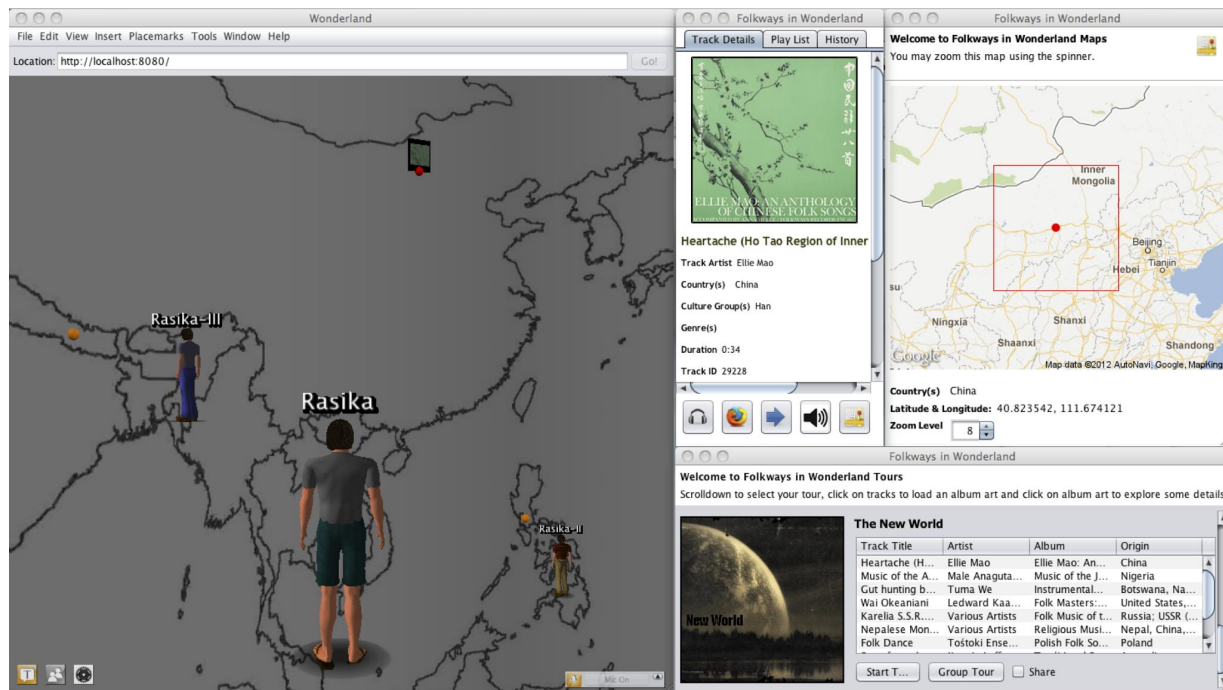 Wonderland
File Edit View Insert Placemarks Tools Window Help
Location: http://localhost:8080/ Go!
Rasika-III
Rasika
Rasika-II
Mic On
Folkways in Wonderland
Track Details Play List History
中国民謡廿八首
ELLIE MAO: AN ANTHOLOGY
OF CHINESE FOLK SONGS
Heartache (Ho Tao Region of Inner
Track Artist Ellie Mao
Country(s) China
Culture Group(s) Han
Genre(s)
Duration 0:34
Track ID 29228
Folkways in Wonderland
Welcome to Folkways in Wonderland Maps
You may zoom this map using the spinner.
Inner
Mongolia
Beijing
Tianjin
Hebei
su
Ningxia
Shanxi
Shaanxi
Shandong
Google
Map data ©2012 AutoNavi, Google, MapKing
Country(s) China
Latitude & Longitude: 40.823542, 111.674121
Zoom Level 8
Folkways in Wonderland
Welcome to Folkways in Wonderland Tours
Scrolldown to select your tour, click on tracks to load an album art and click on album art to explore some details
New World
The New World
Track Title Artist Album Origin
Heartache (H... Ellie Mao Ellie Mao: An... China
Music of the A... Male Anaguta... Music of the J... Nigeria
Gut hunting b... Tuma We Instrumental... Botswana, Na...
Wai Okeaniani Ledward Kaa... Folk Masters:... United States,...
Karelia S.S.R.... Various Artists Folk Music of t... Russia; USSR (...
Nepalese Mon... Various Artists Religious Musi... Nepal, China,...
Folk Dance Toštoki Ense... Polish Folk So... Poland
Start T... Group Tour Share